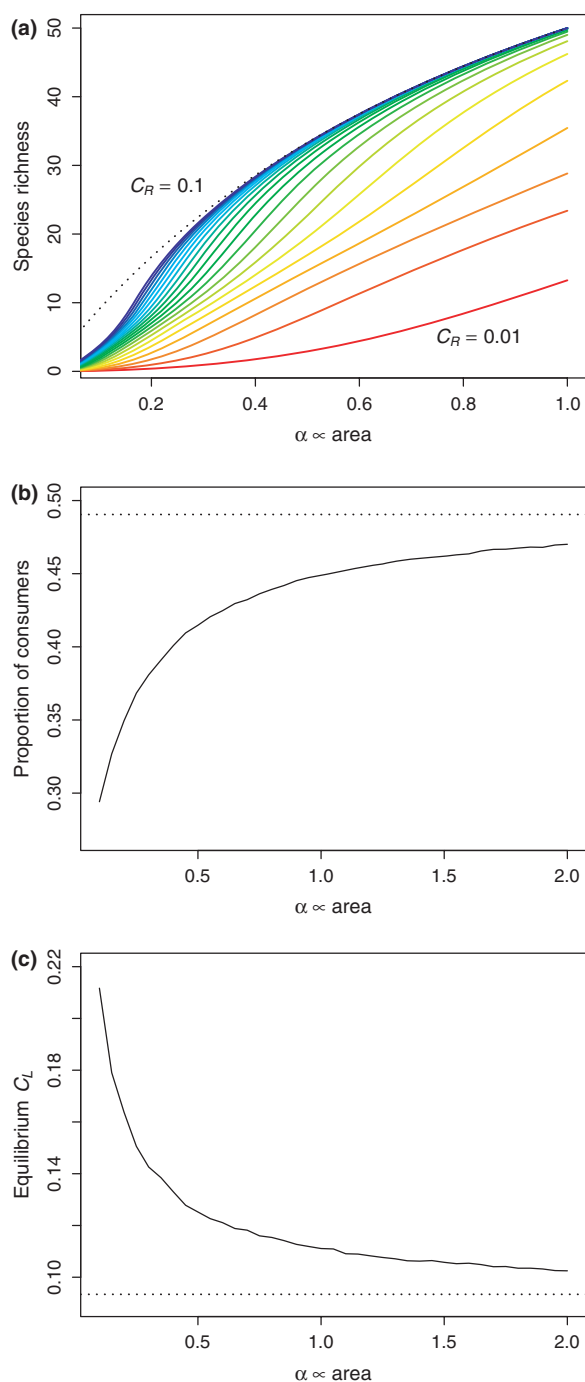 (a)
Species richness
50
40
30
20
10
0
C_R = 0.1
C_R = 0.01
0.2 0.4 0.6 0.8 1.0
α ∝ area
(b)
Proportion of consumers
0.50
0.45
0.40
0.35
0.30
0.5 1.0 1.5 2.0
α ∝ area
(c)
Equilibrium C_L
0.22
0.18
0.14
0.10
0.5 1.0 1.5 2.0
α ∝ area